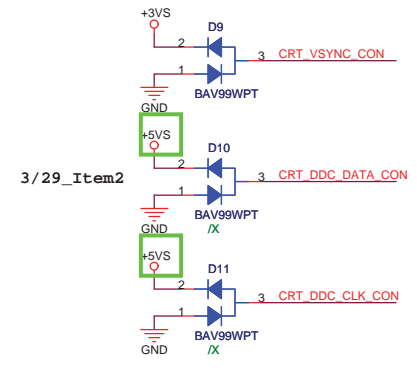 +3VS
D9
2
3 CRT_VSYNC_CON
1
BAV99WPT
GND
+5VS
D10
2
3/29_Item2
3 CRT_DDC_DATA_CON
1
BAV99WPT
GND
/X
+5VS
D11
2
3 CRT_DDC_CLK_CON
1
BAV99WPT
GND
/X